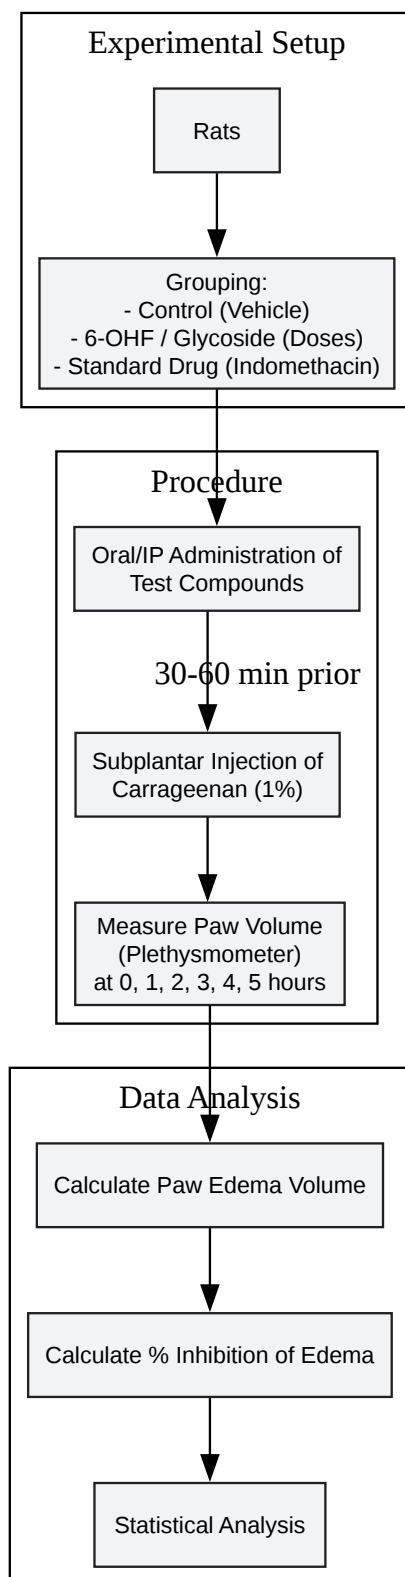 Experimental Setup
Rats
Grouping:
- Control (Vehicle)
- 6-OHF / Glycoside (Doses)
- Standard Drug (Indomethacin)
Procedure
Oral/IP Administration of
Test Compounds
30-60 min prior
Subplantar Injection of
Carrageenan (1%)
Measure Paw Volume
(Plethysmometer)
at 0, 1, 2, 3, 4, 5 hours
Data Analysis
Calculate Paw Edema Volume
Calculate % Inhibition of Edema
Statistical Analysis